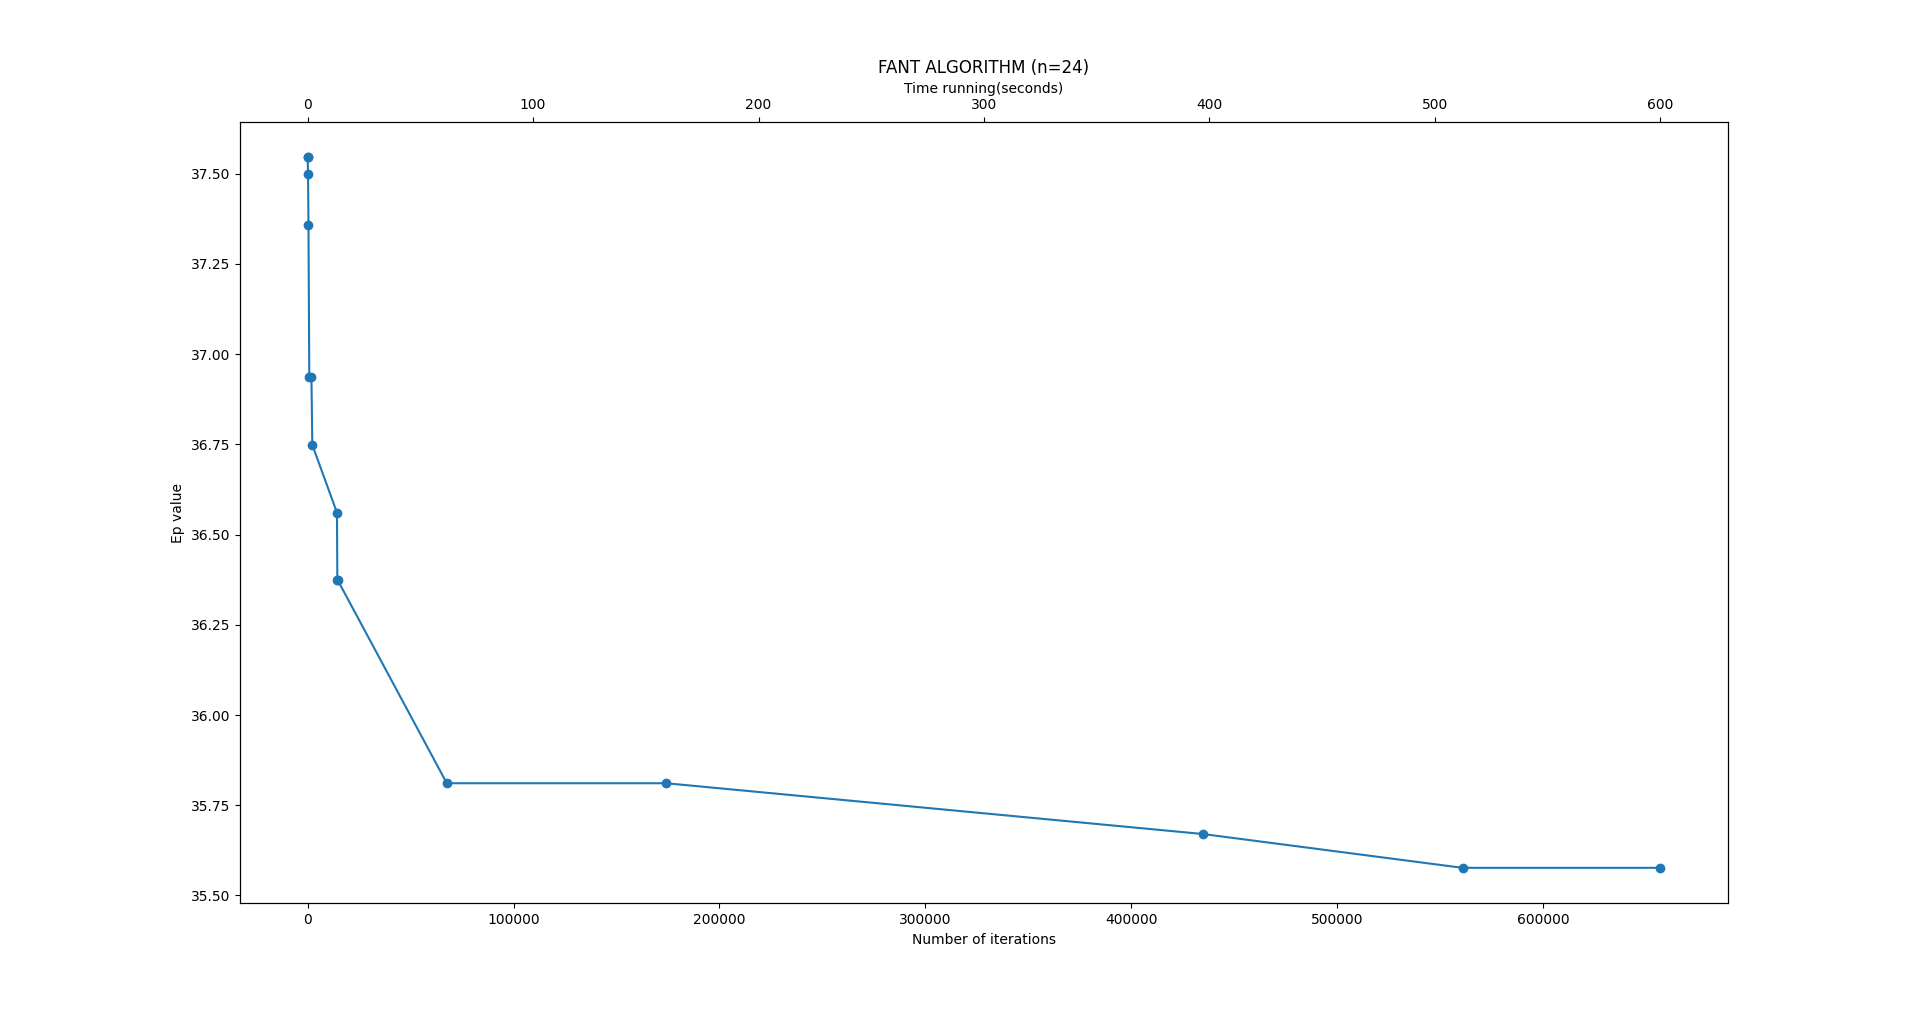 FANT ALGORITHM (n=24)
Time running(seconds)
0 100 200 300 400 500 600
37.50
37.25
37.00
36.75
36.50
36.25
36.00
35.75
35.50
Ep value
0 100000 200000 300000 400000 500000 600000
Number of iterations